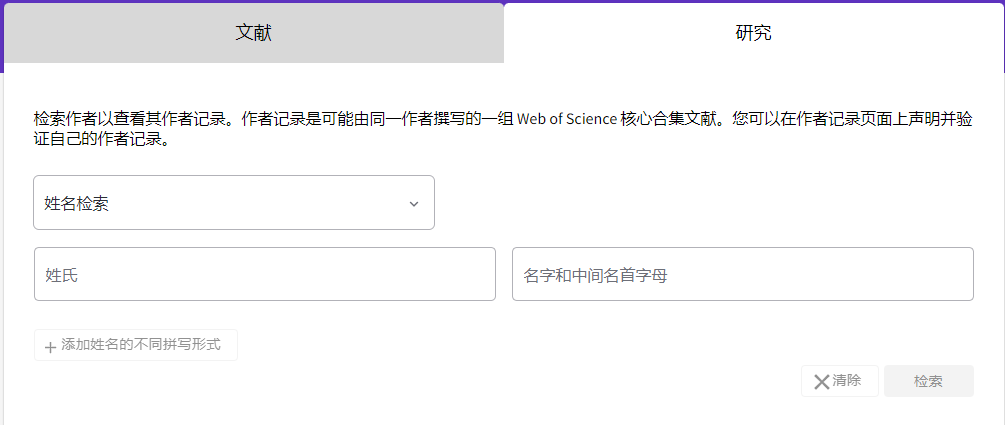 文献
研究
检索作者以查看其作者记录。作者记录是可能由同一作者撰写的一组 Web of Science 核心合集文献。您可以在作者记录页面上声明并验
证自己的作者记录。
姓名检索
姓氏
名字和中间名首字母
+ 添加姓名的不同拼写形式
清除
检索